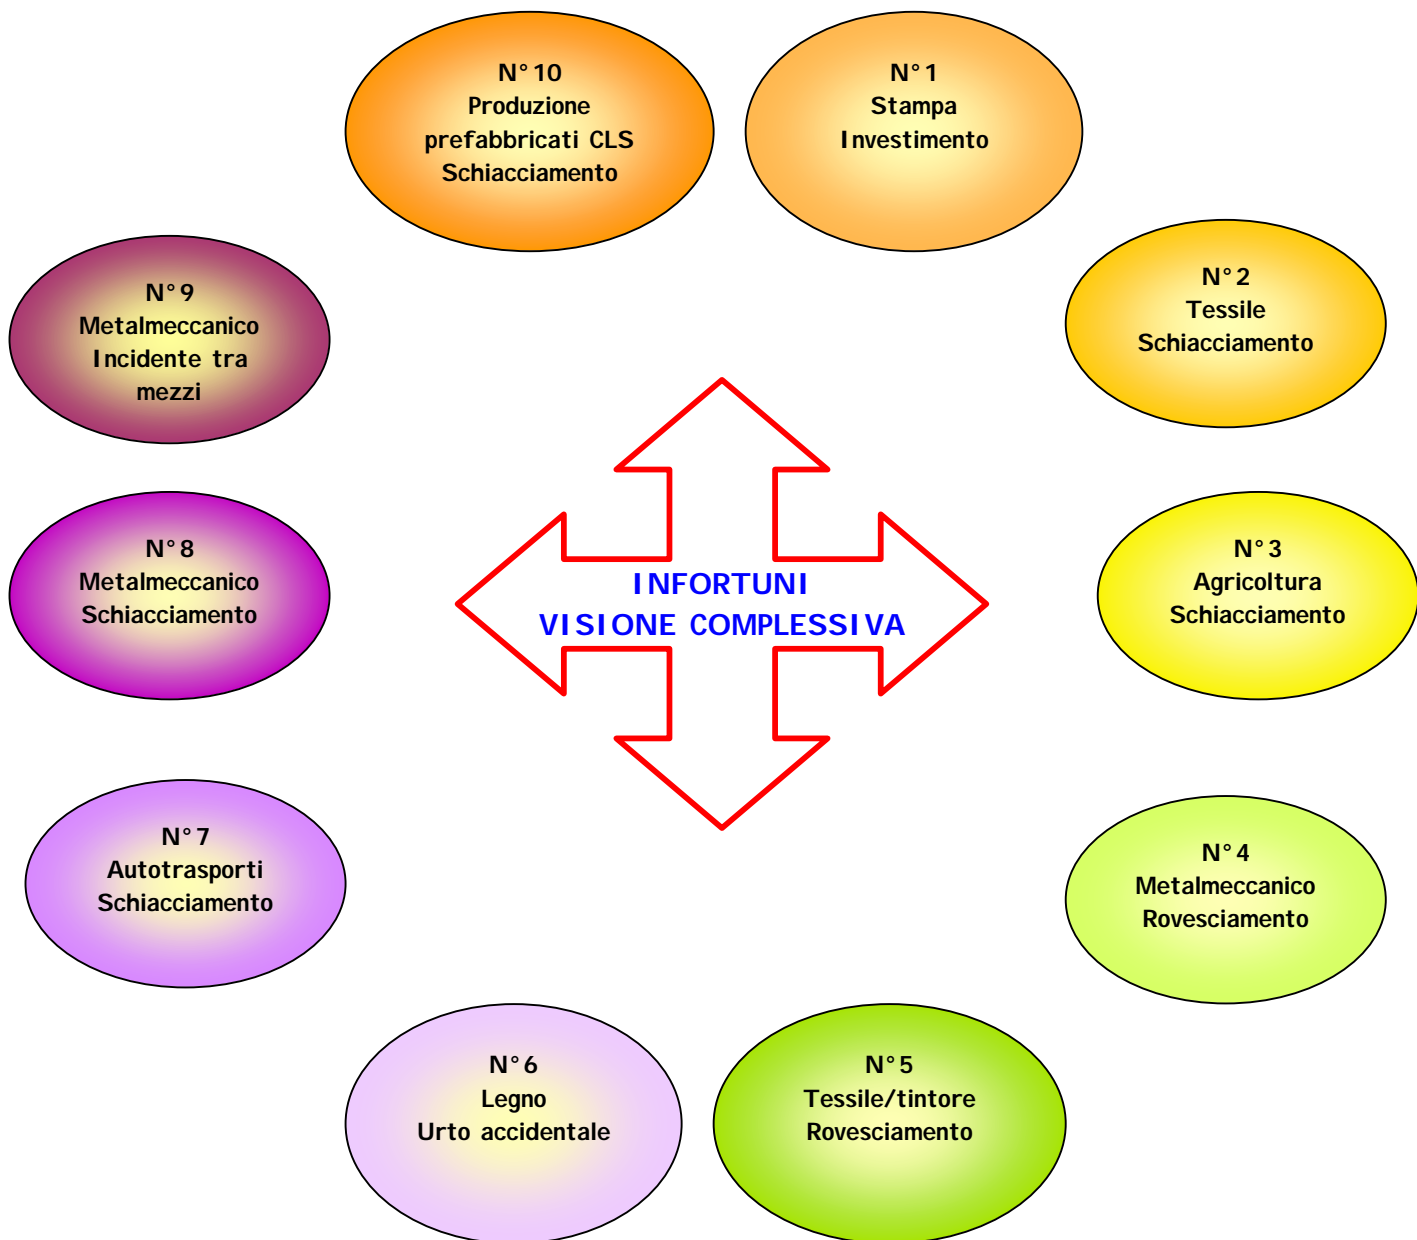 N°10
Produzione
prefabbricati CLS
Schiacciamento
N°1
Stampa
Investimento
N°2
Tessile
Schiacciamento
N°9
Metalmeccanico
Incidente tra
mezzi
N°8
Metalmeccanico
Schiacciamento
INFORTUNI
VISIONE COMPLESSIVA
N°3
Agricoltura
Schiacciamento
N°7
Autotrasporti
Schiacciamento
N°4
Metalmeccanico
Rovesciamento
N°6
Legno
Urto accidentale
N°5
Tessile/tintore
Rovesciamento